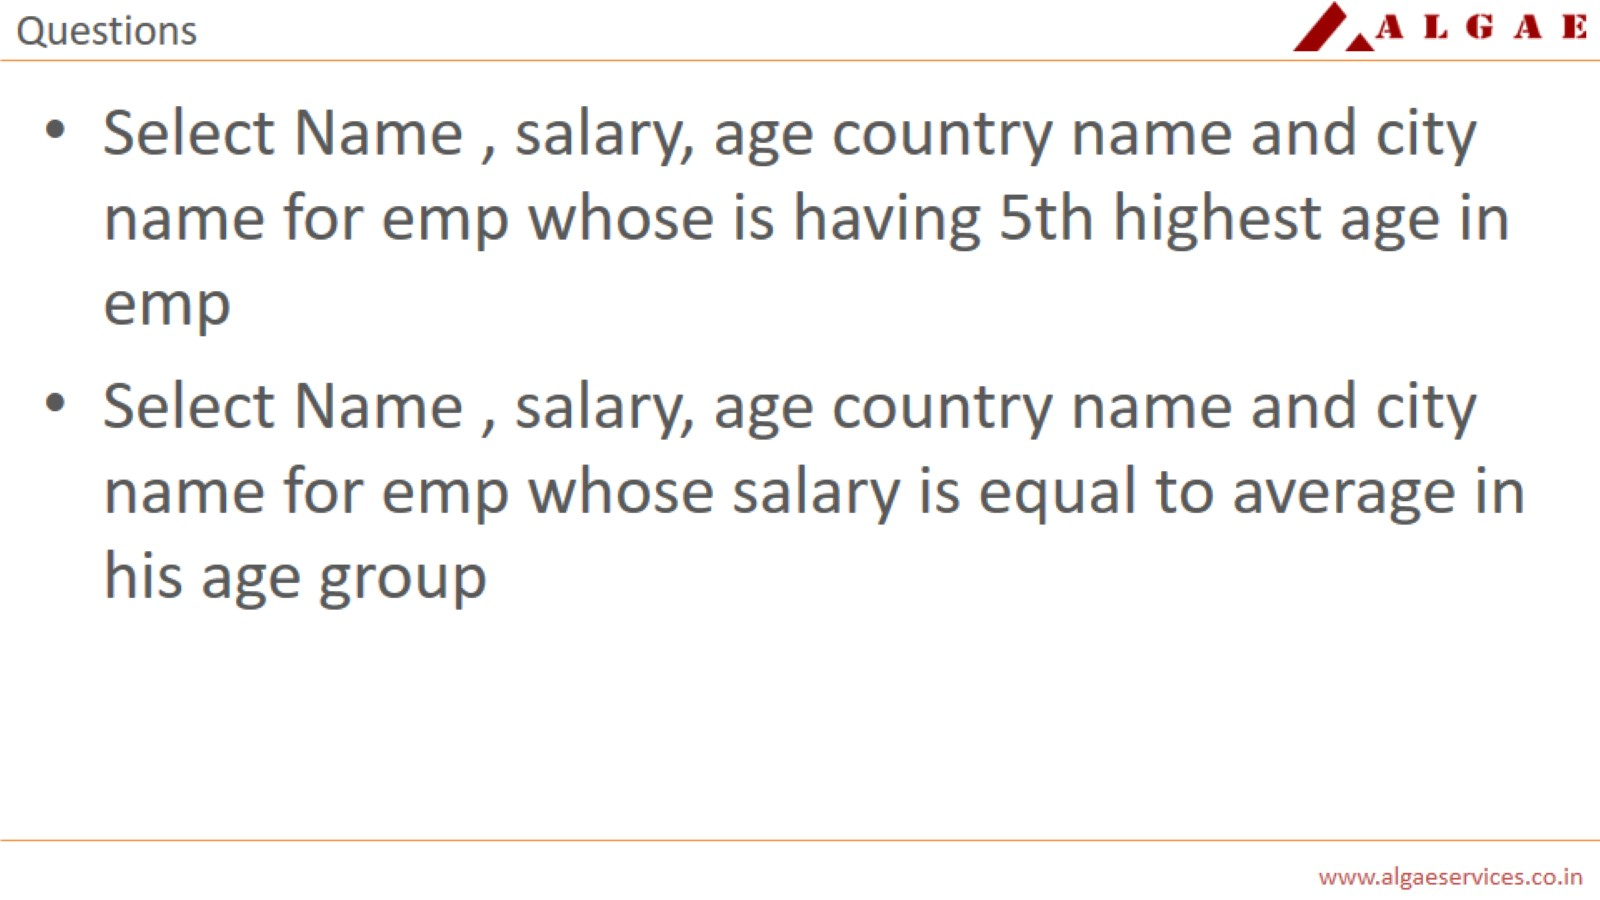 Questions
ALGAE
• Select Name , salary, age country name and city
name for emp whose is having 5th highest age in
emp
• Select Name , salary, age country name and city
name for emp whose salary is equal to average in
his age group
www.algaeservices.co.in